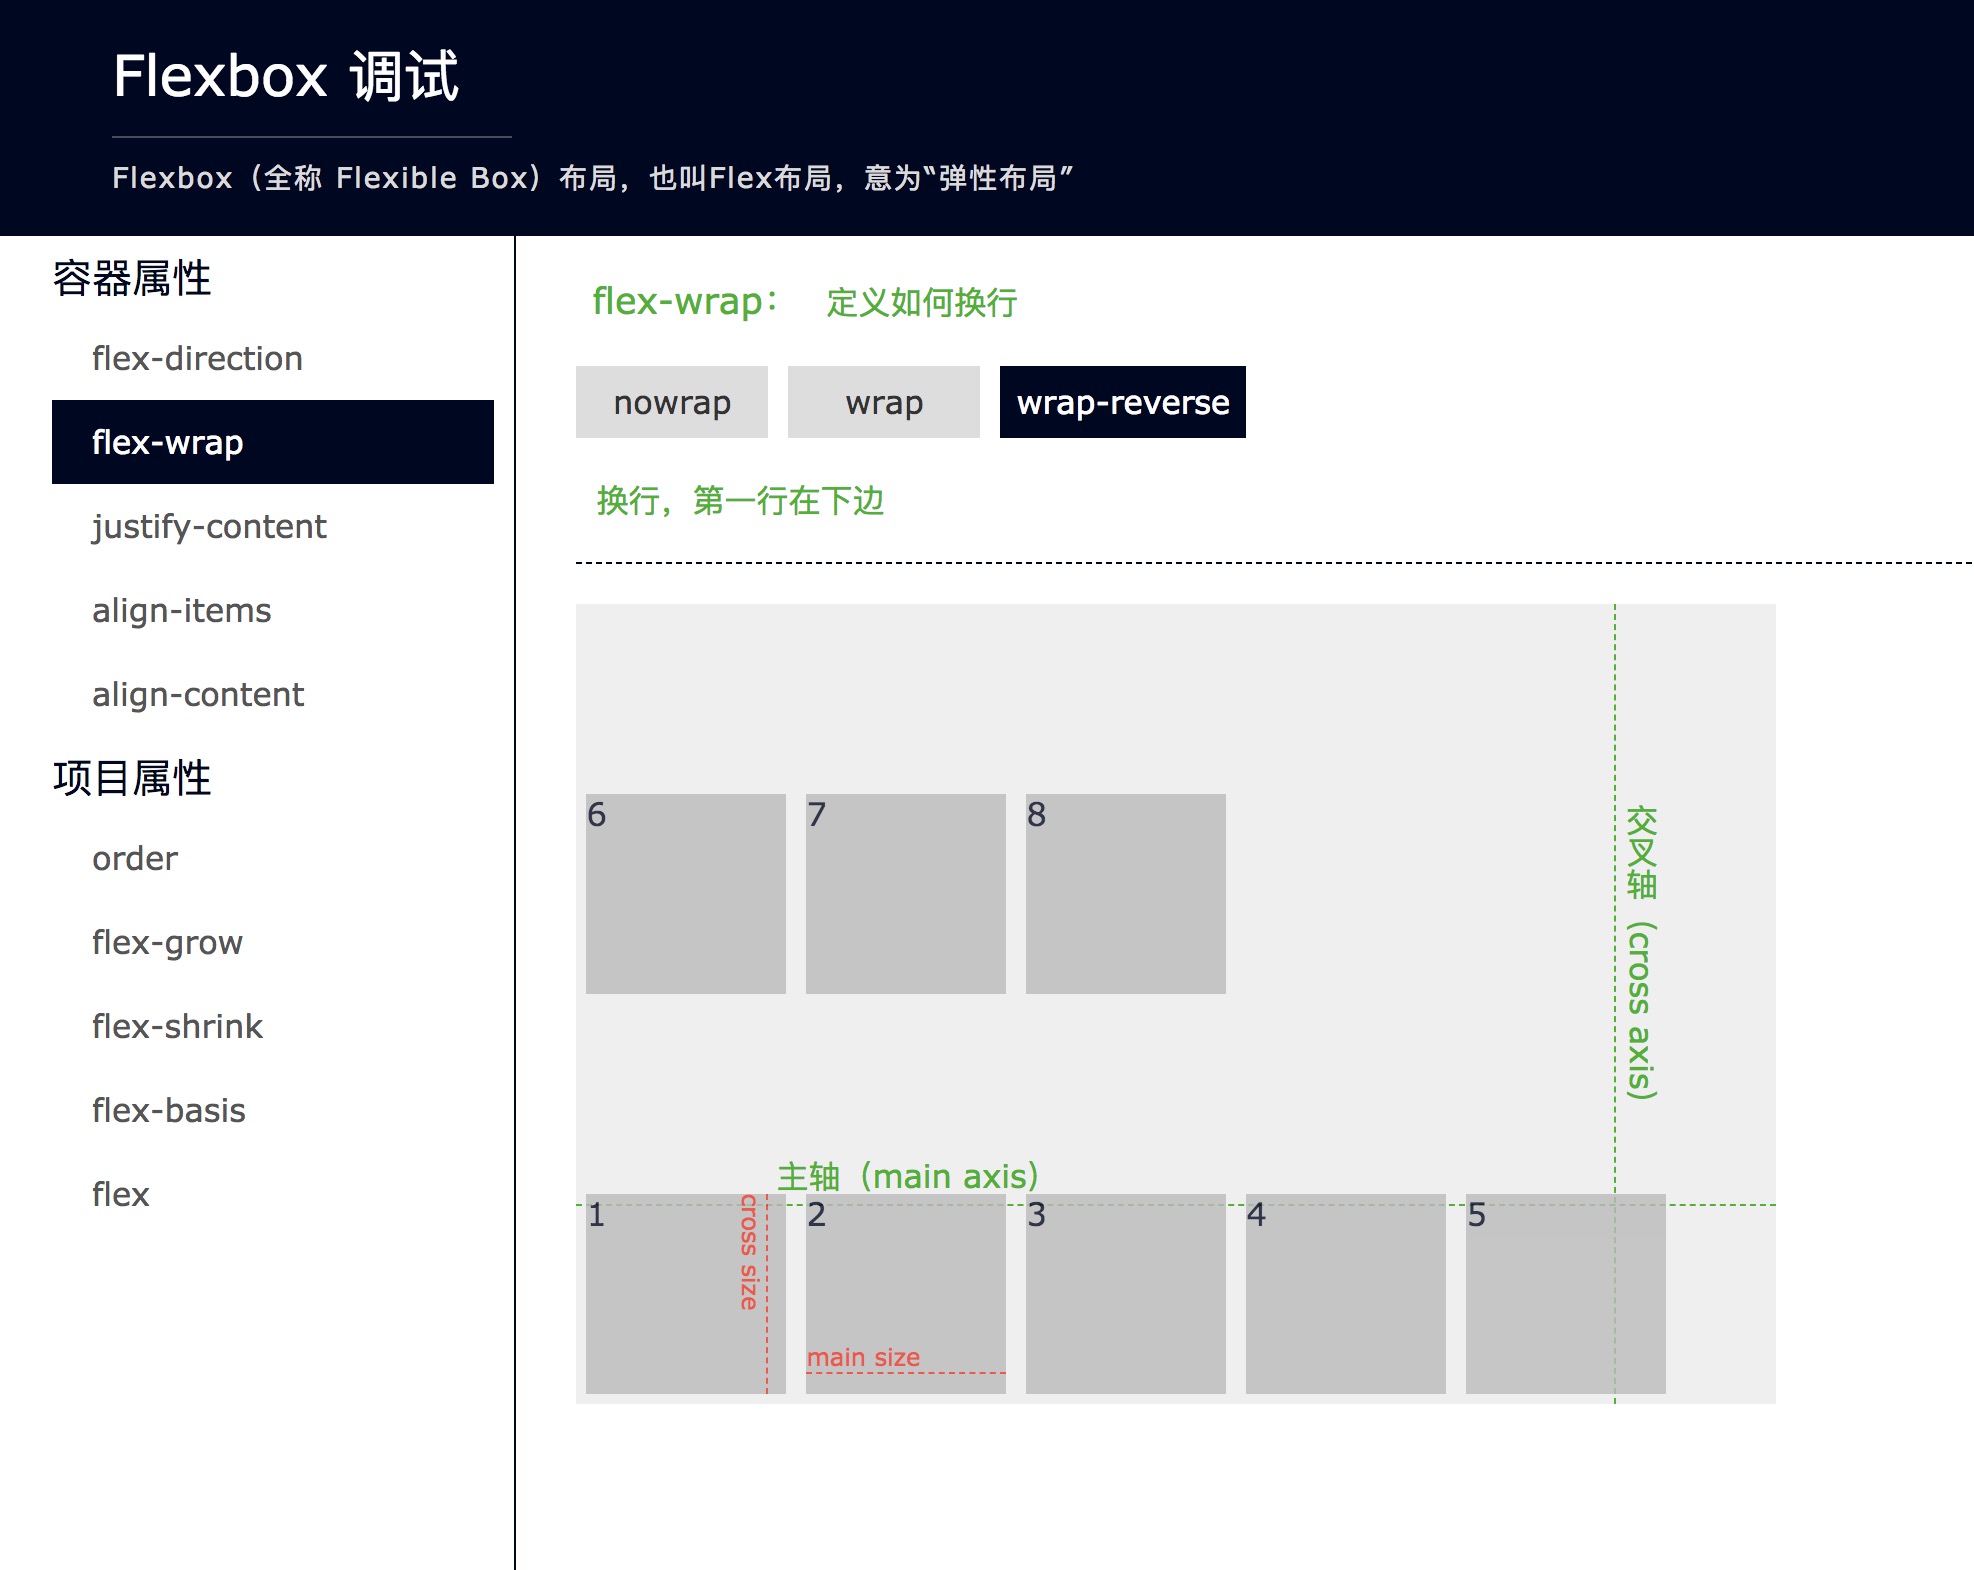 Flexbox 调试
Flexbox（全称 Flexible Box）布局，也叫Flex布局，意为“弹性布局”
容器属性
flex-direction
flex-wrap
justify-content
align-items
align-content
项目属性
order
flex-grow
flex-shrink
flex-basis
flex
flex-wrap： 定义如何换行
nowrap wrap wrap-reverse
换行，第一行在下边
6 7 8
交叉轴（cross axis）
主轴（main axis）
1 2 3 4 5
cross size
main size